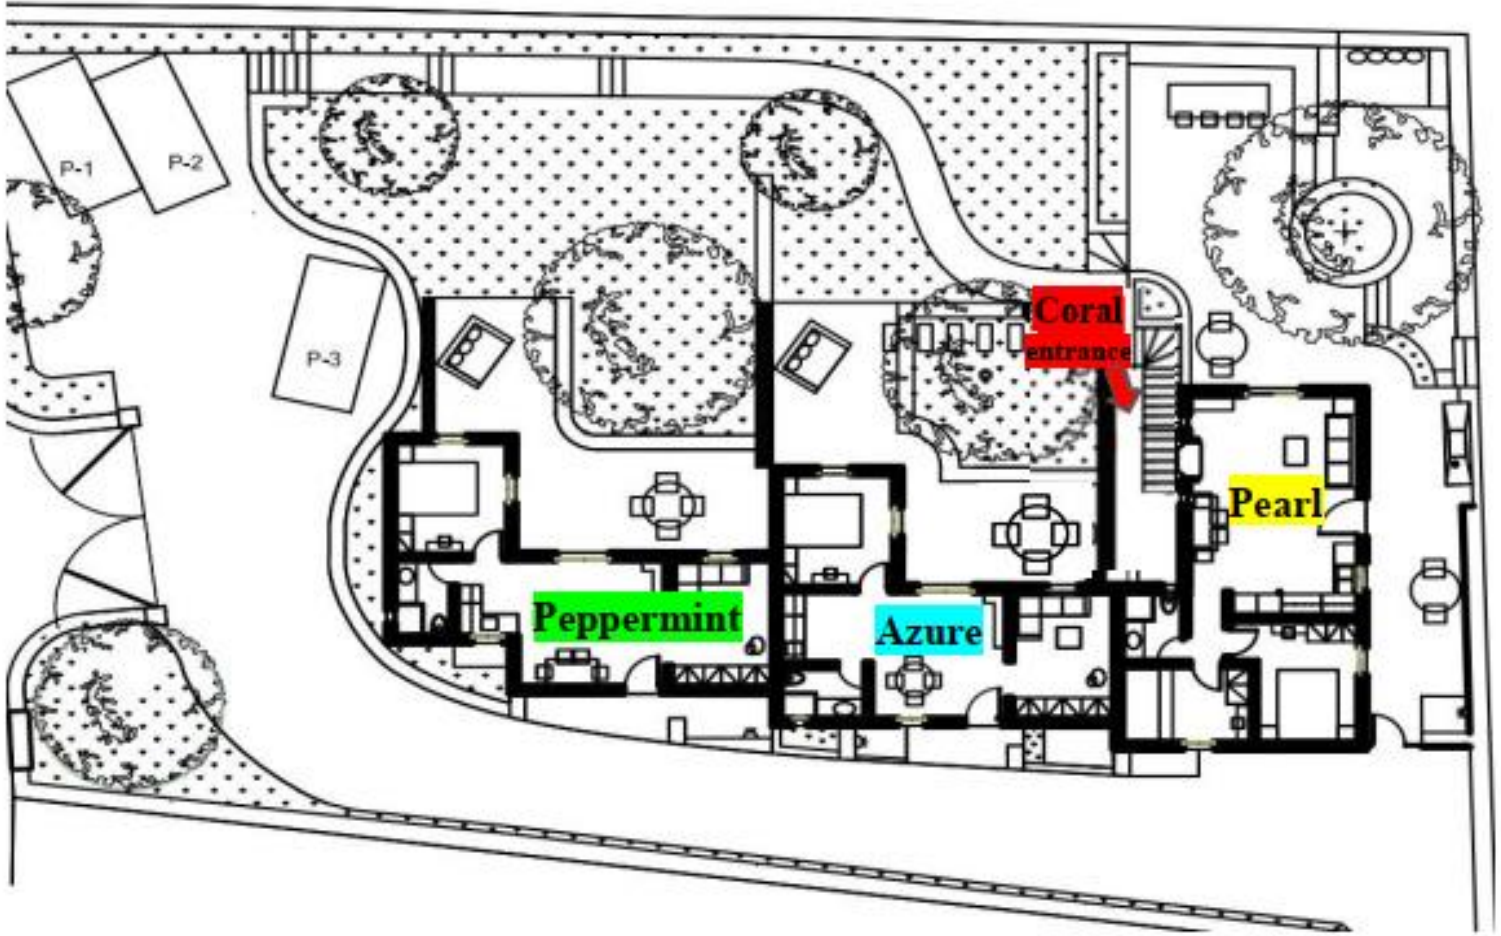 P-1
P-2
P-3
Coral
entrance
Pearl
Peppermint
Azure